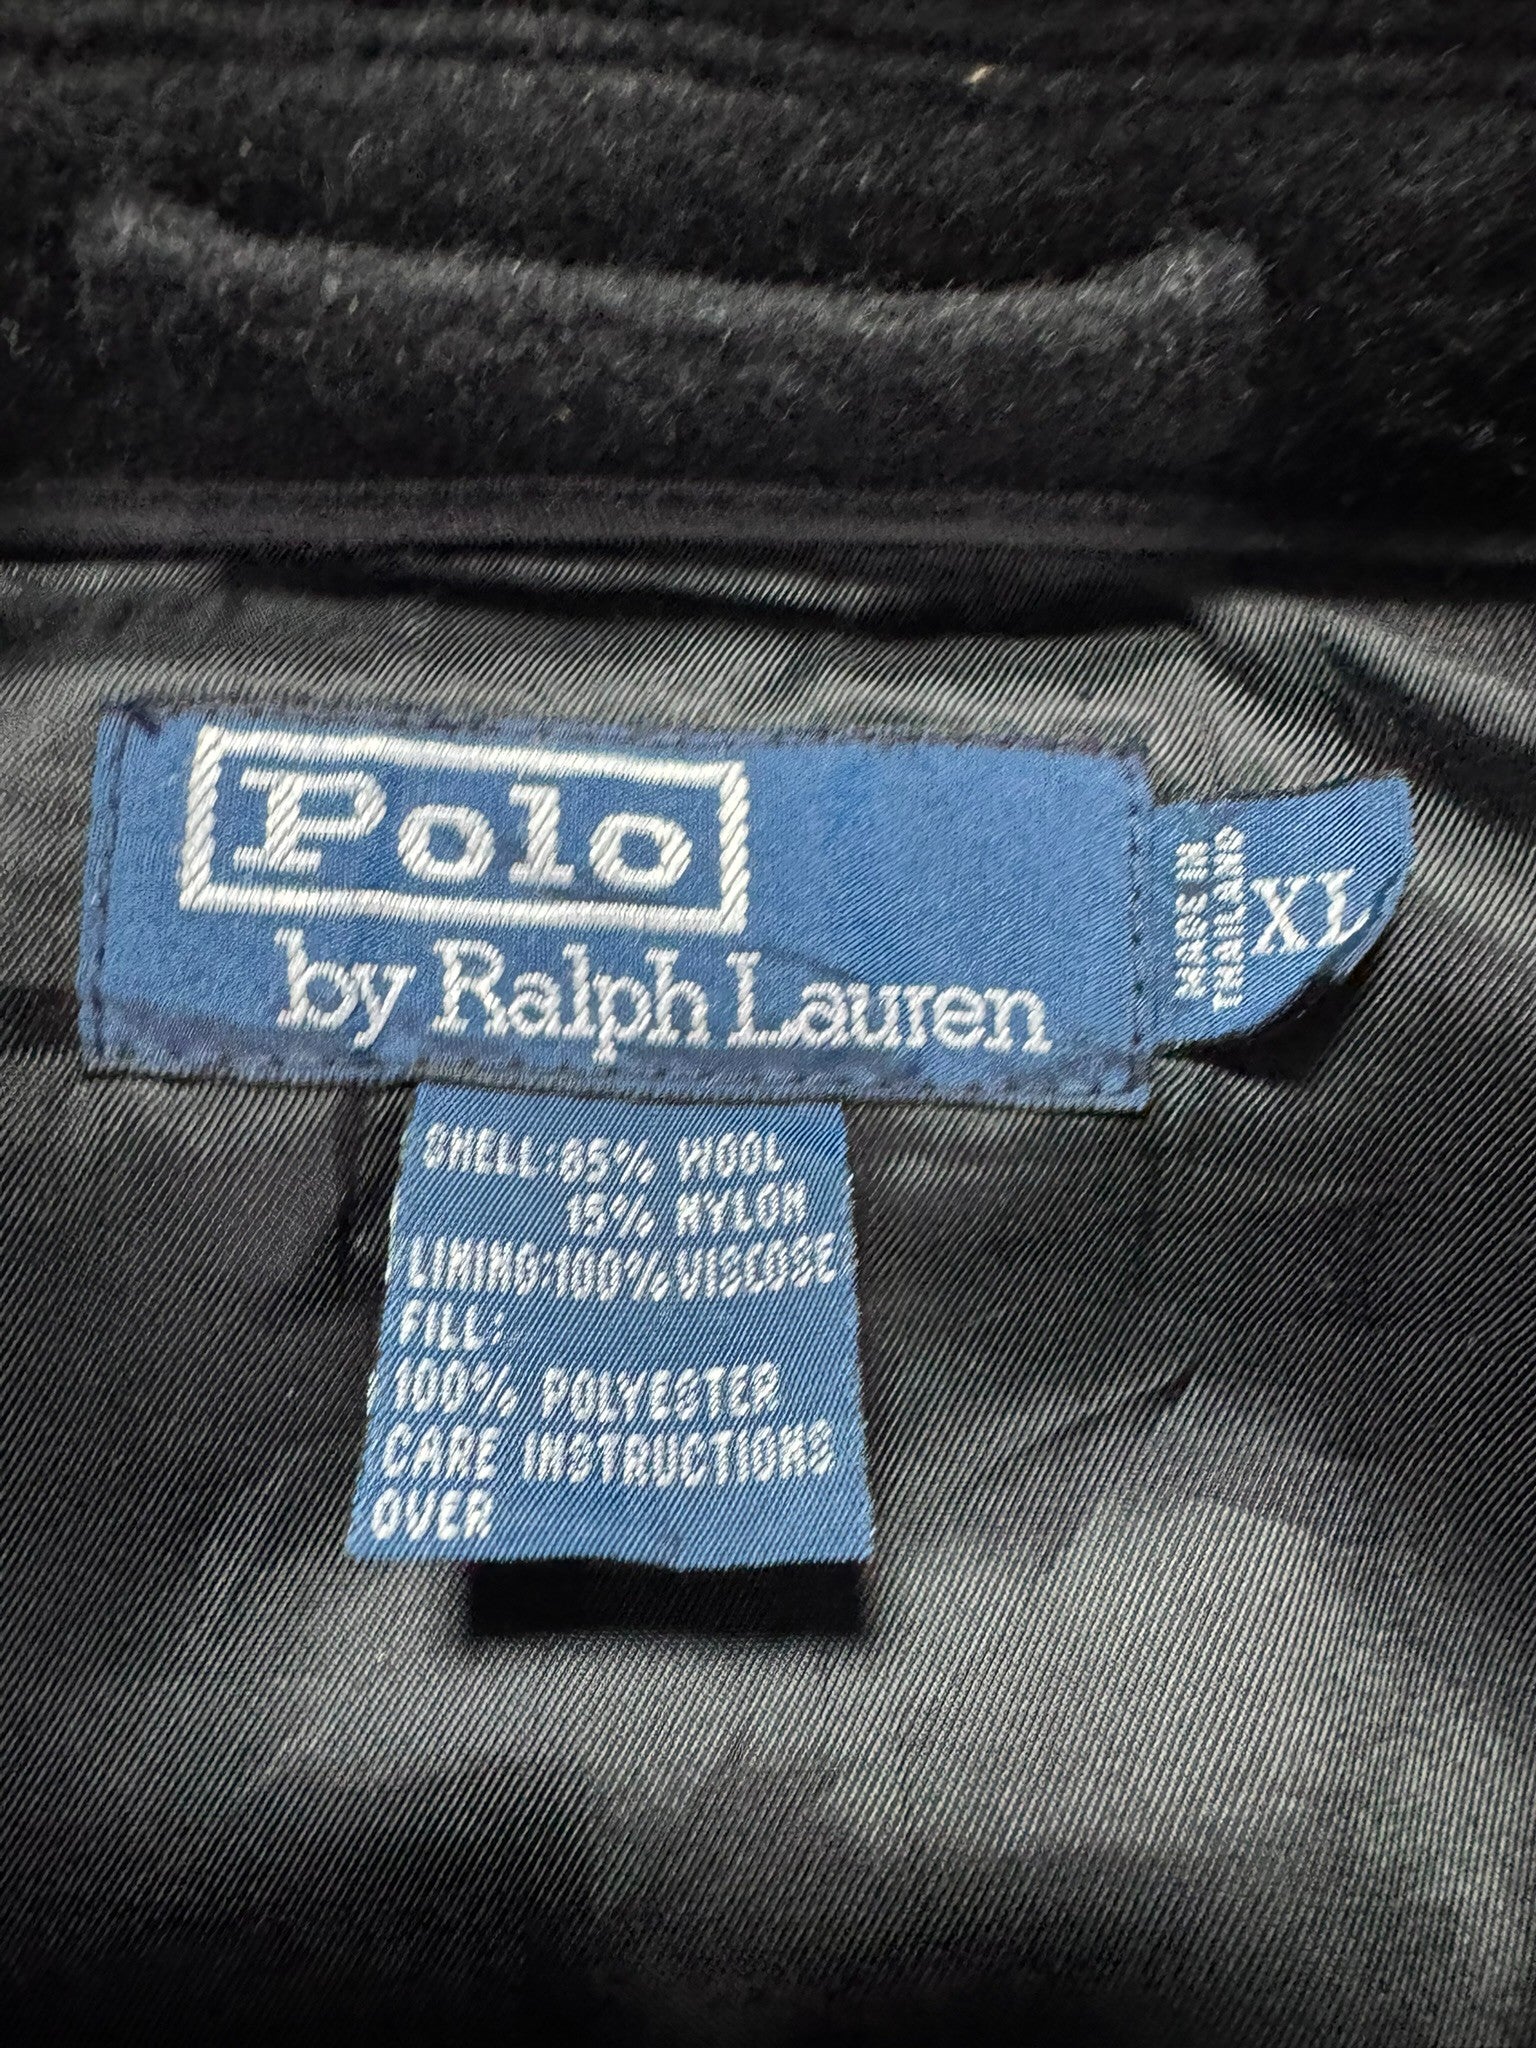 Polo
by Ralph Lauren
MADE IN
THAILAND
XL
SHELL:85% WOOL
15% NYLON
LINING:100%VISCOSE
FILL:
100% POLYESTER
CARE INSTRUCTIONS
OVER